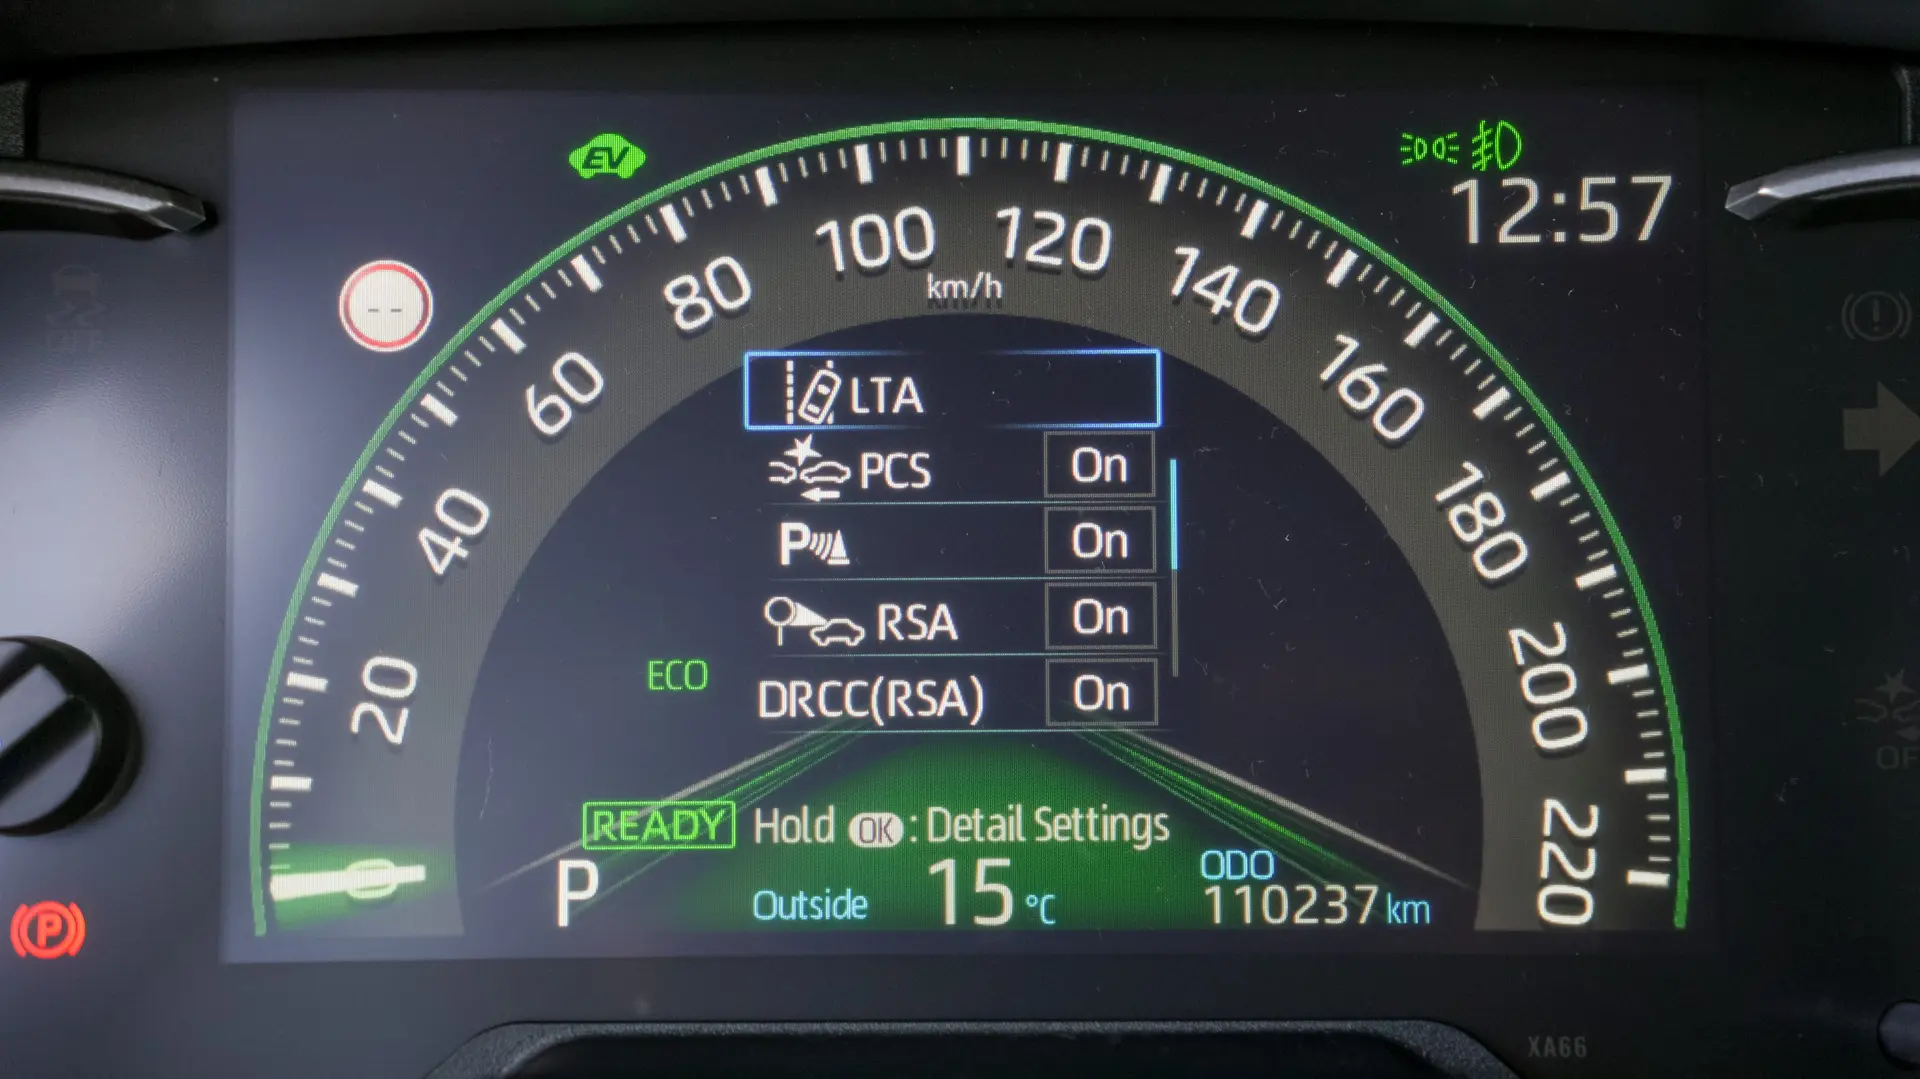 EV
12:57
--
20
40
60
80
100
120
140
160
180
200
220
km/h
LTA
PCS On
P On
RSA On
DRCC(RSA) On
ECO
READY Hold OK : Detail Settings
P
Outside 15 °C
ODO
110237 km
P
OFF
XA66